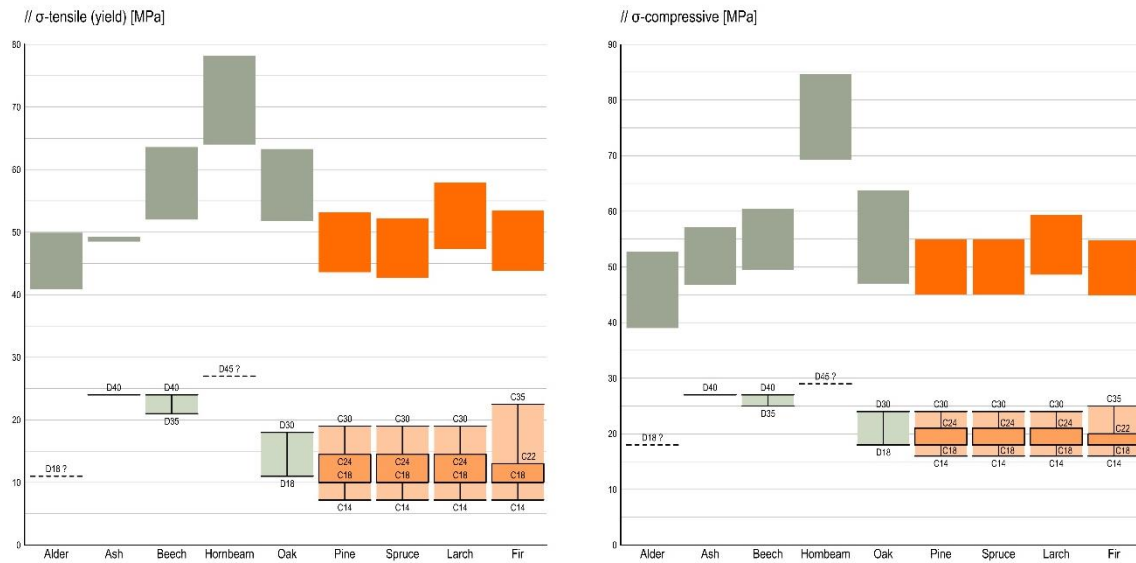 // σ-tensile (yield) [MPa]
80
70
60
50
40
30
20
10
0
D18 ?
D40
D40
D35
D45 ?
D30
D18
C30
C24
C18
C14
C30
C24
C18
C14
C30
C24
C18
C14
C35
C22
C18
C14
Alder Ash Beech Hornbeam Oak Pine Spruce Larch Fir
// σ-compressive [MPa]
90
80
70
60
50
40
30
20
10
0
D18 ?
D40
D40
D35
D45 ?
D30
D18
C30
C24
C18
C14
C30
C24
C18
C14
C30
C24
C18
C14
C35
C22
C18
C14
Alder Ash Beech Hornbeam Oak Pine Spruce Larch Fir